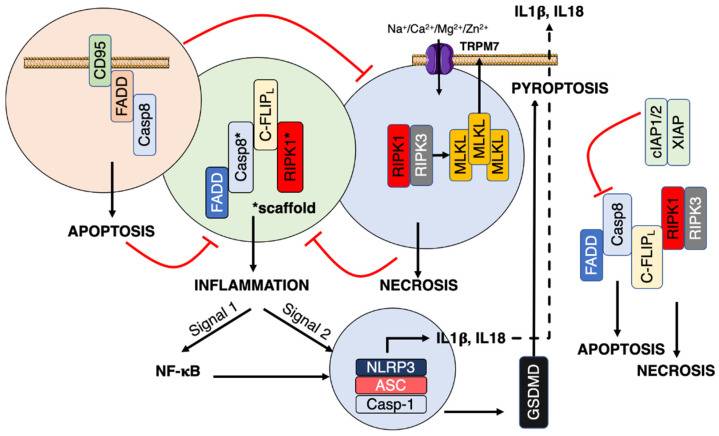 IL1β, IL18
Na⁺/Ca²⁺/Mg²⁺/Zn²⁺
TRPM7
CD95
FADD
Casp8
APOPTOSIS
FADD
Casp8*
C-FLIP_L
RIPK1*
*scaffold
INFLAMMATION
RIPK1
RIPK3
MLKL
MLKL
MLKL
NECROSIS
PYROPTOSIS
cIAP1/2
XIAP
FADD
Casp8
C-FLIP_L
RIPK1
RIPK3
APOPTOSIS
NECROSIS
Signal 1
Signal 2
NF-κB
IL1β, IL18
NLRP3
ASC
Casp-1
GSDMD